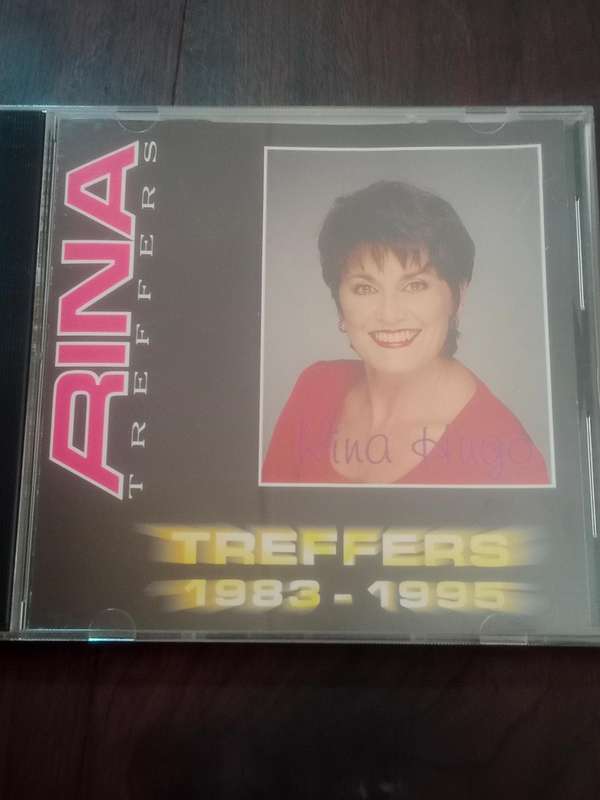 RINA
TREFFERS
Rina Hugo
TREFFERS
1983 - 1995